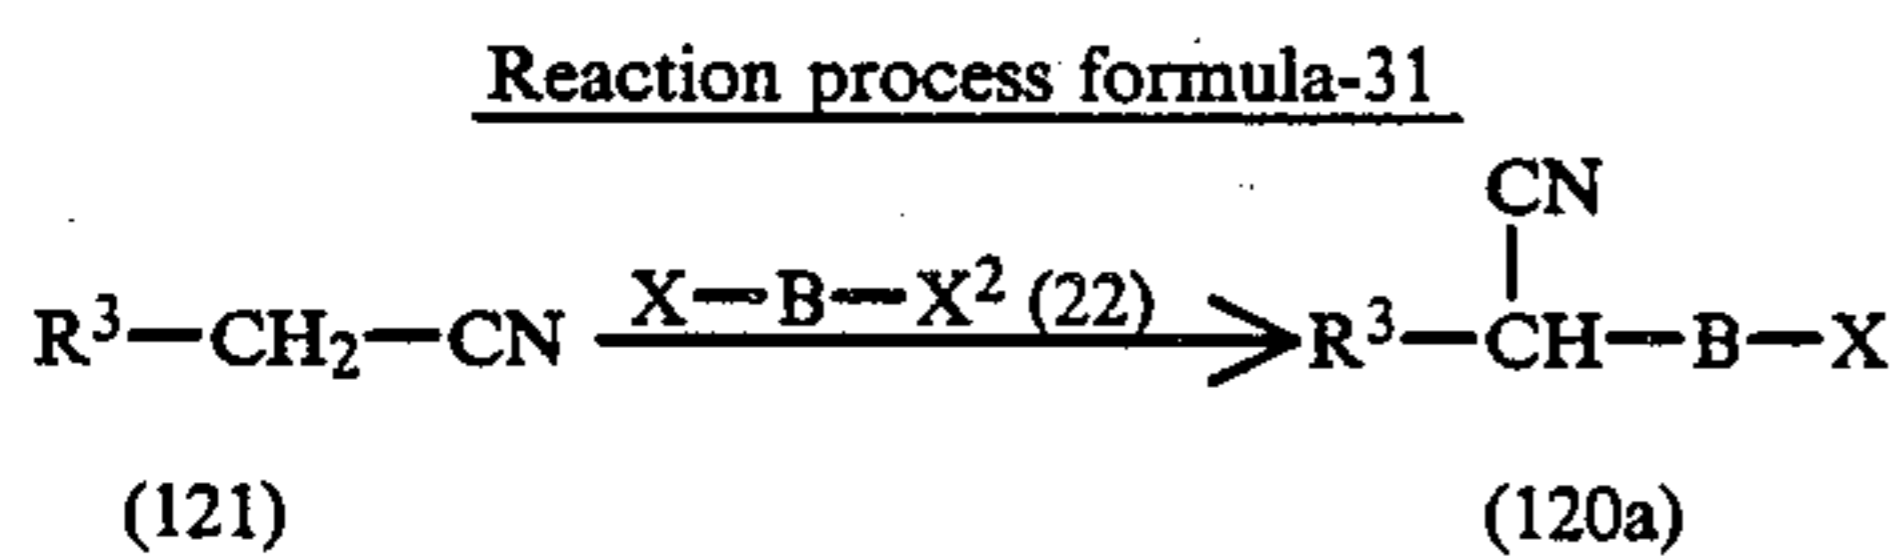 Reaction process formula-31
CN
X—B—X² (22)
R³—CH₂—CN R³—CH—B—X
(121) (120a)